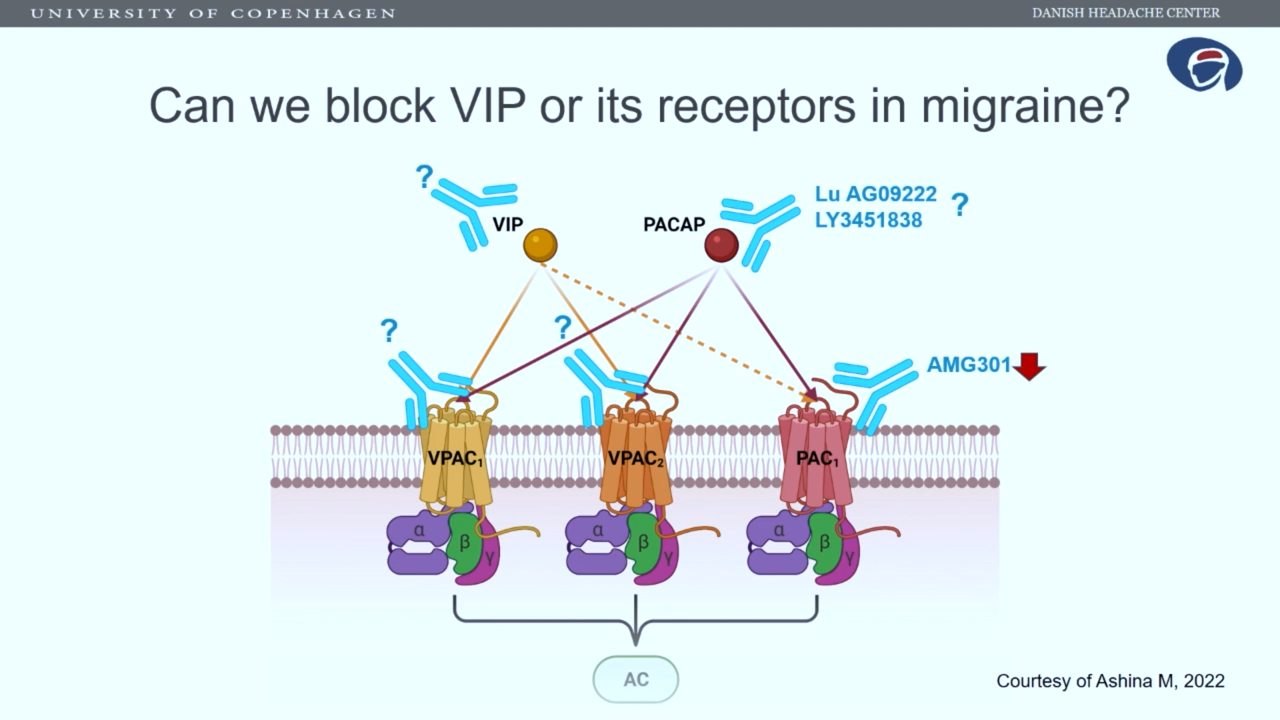 UNIVERSITY OF COPENHAGEN
DANISH HEADACHE CENTER
Can we block VIP or its receptors in migraine?
?
VIP
PACAP
Lu AG09222
LY3451838
?
?
?
AMG301
VPAC₁
VPAC₂
PAC₁
α
β
γ
α
β
γ
α
β
γ
AC
Courtesy of Ashina M, 2022